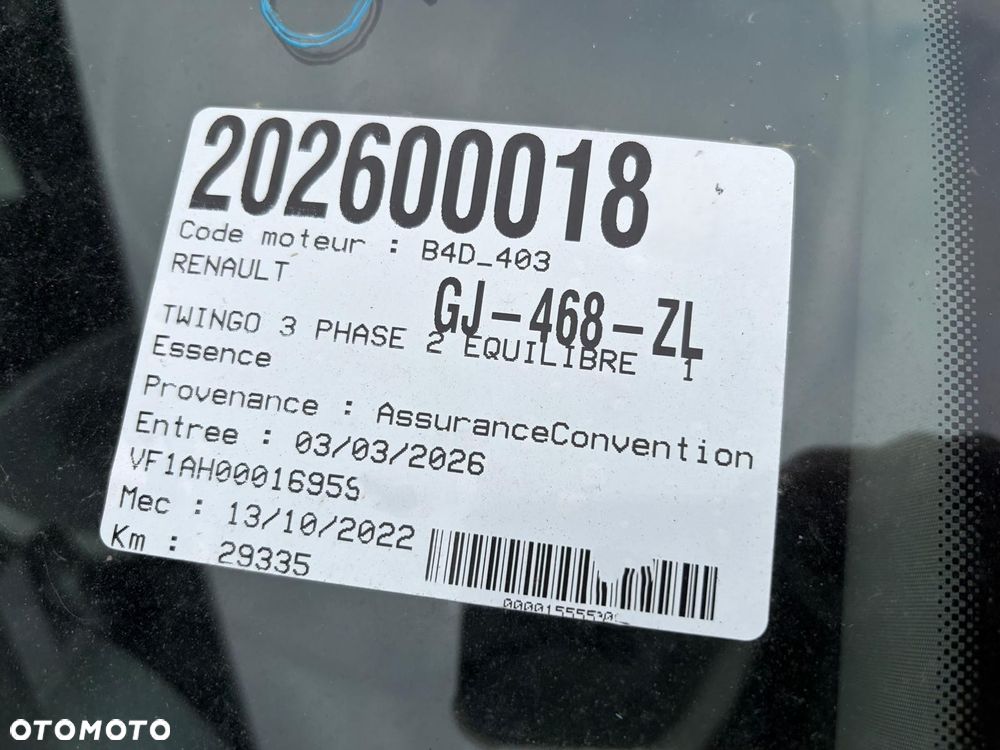 202600018
Code moteur : B4D_403
RENAULT
GJ-468-ZL
TWINGO 3 PHASE 2 EQUILIBRE 1
Essence
Provenance : AssuranceConvention
Entree : 03/03/2026
VF1AH0001695
Mec : 13/10/2022
Km : 29335
OTOMOTO